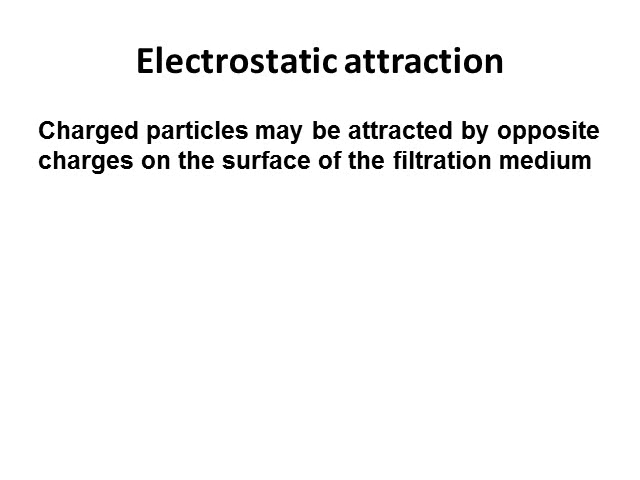 Electrostatic attraction
Charged particles may be attracted by opposite
charges on the surface of the filtration medium